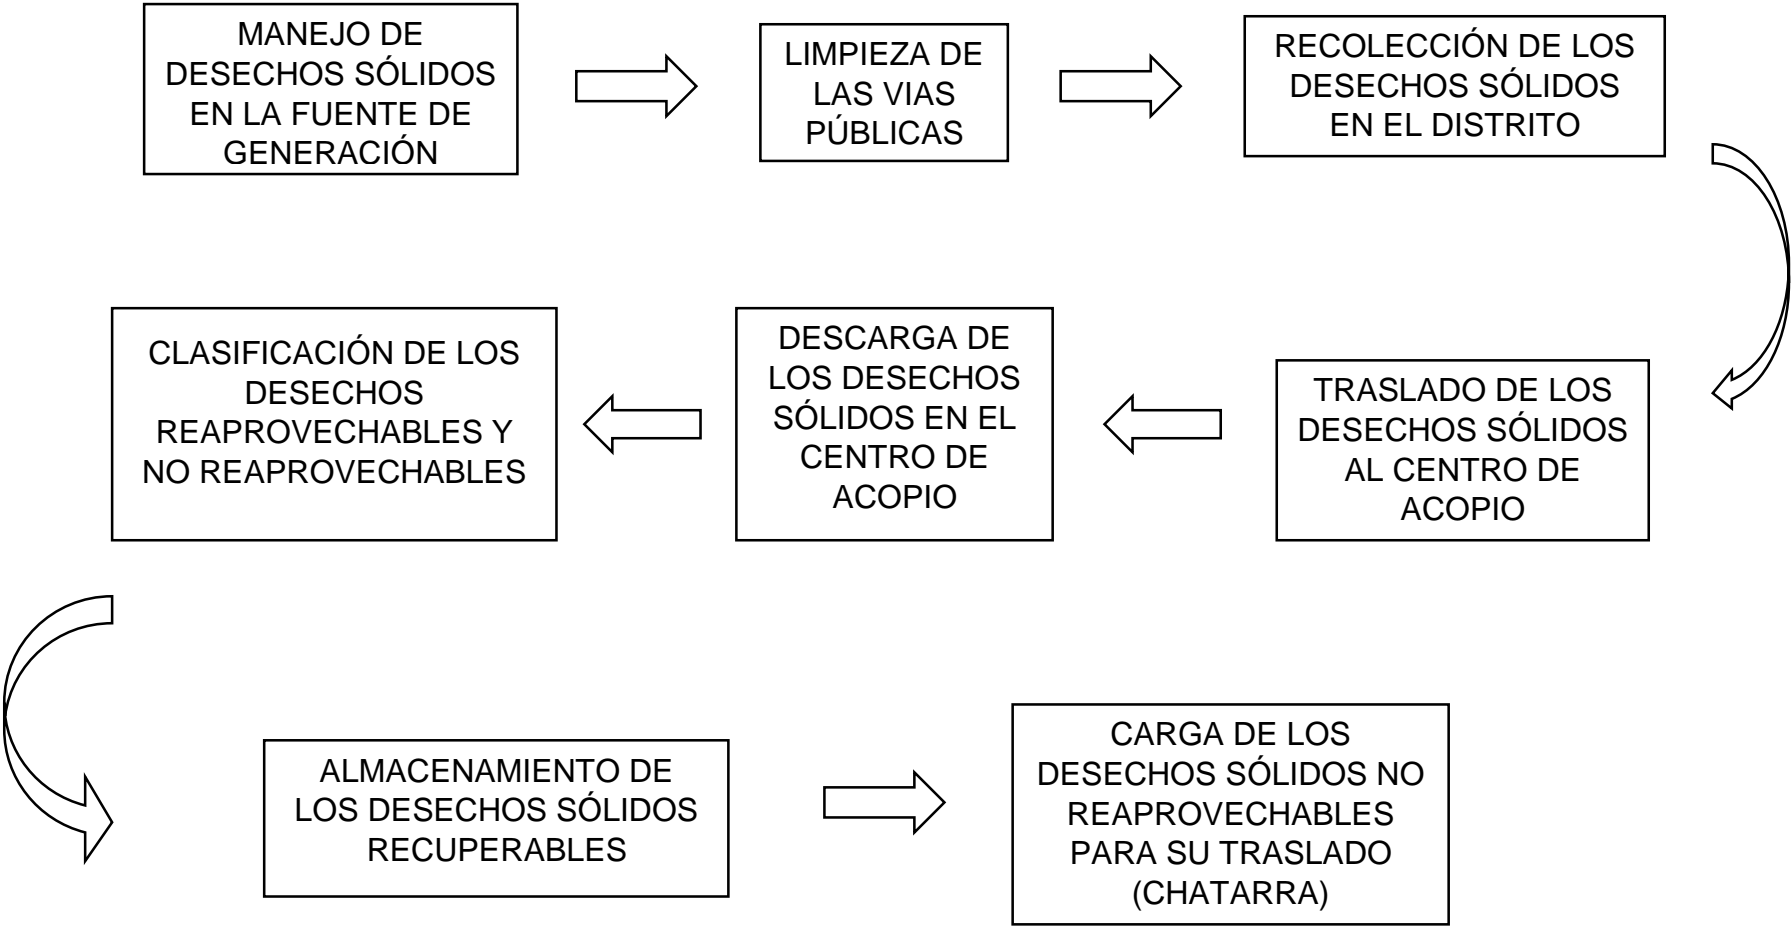 MANEJO DE
DESECHOS SÓLIDOS
EN LA FUENTE DE
GENERACIÓN
LIMPIEZA DE
LAS VIAS
PÚBLICAS
RECOLECCIÓN DE LOS
DESECHOS SÓLIDOS
EN EL DISTRITO
TRASLADO DE LOS
DESECHOS SÓLIDOS
AL CENTRO DE
ACOPIO
DESCARGA DE
LOS DESECHOS
SÓLIDOS EN EL
CENTRO DE
ACOPIO
CLASIFICACIÓN DE LOS
DESECHOS
REAPROVECHABLES Y
NO REAPROVECHABLES
ALMACENAMIENTO DE
LOS DESECHOS SÓLIDOS
RECUPERABLES
CARGA DE LOS
DESECHOS SÓLIDOS NO
REAPROVECHABLES
PARA SU TRASLADO
(CHATARRA)